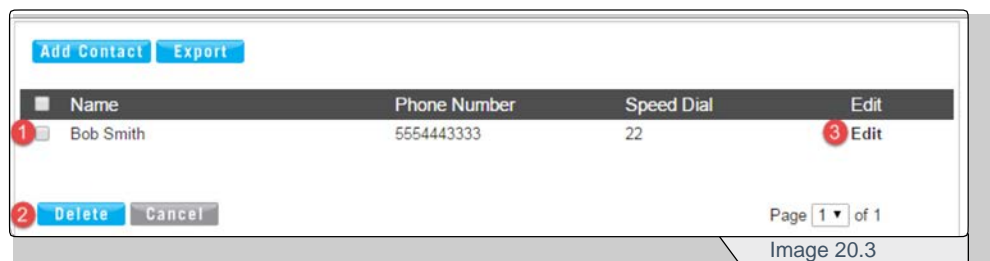 Add Contact Export
Name Phone Number Speed Dial Edit
1 Bob Smith 5554443333 22 3 Edit
2 Delete Cancel Page 1 ▼ of 1
Image 20.3